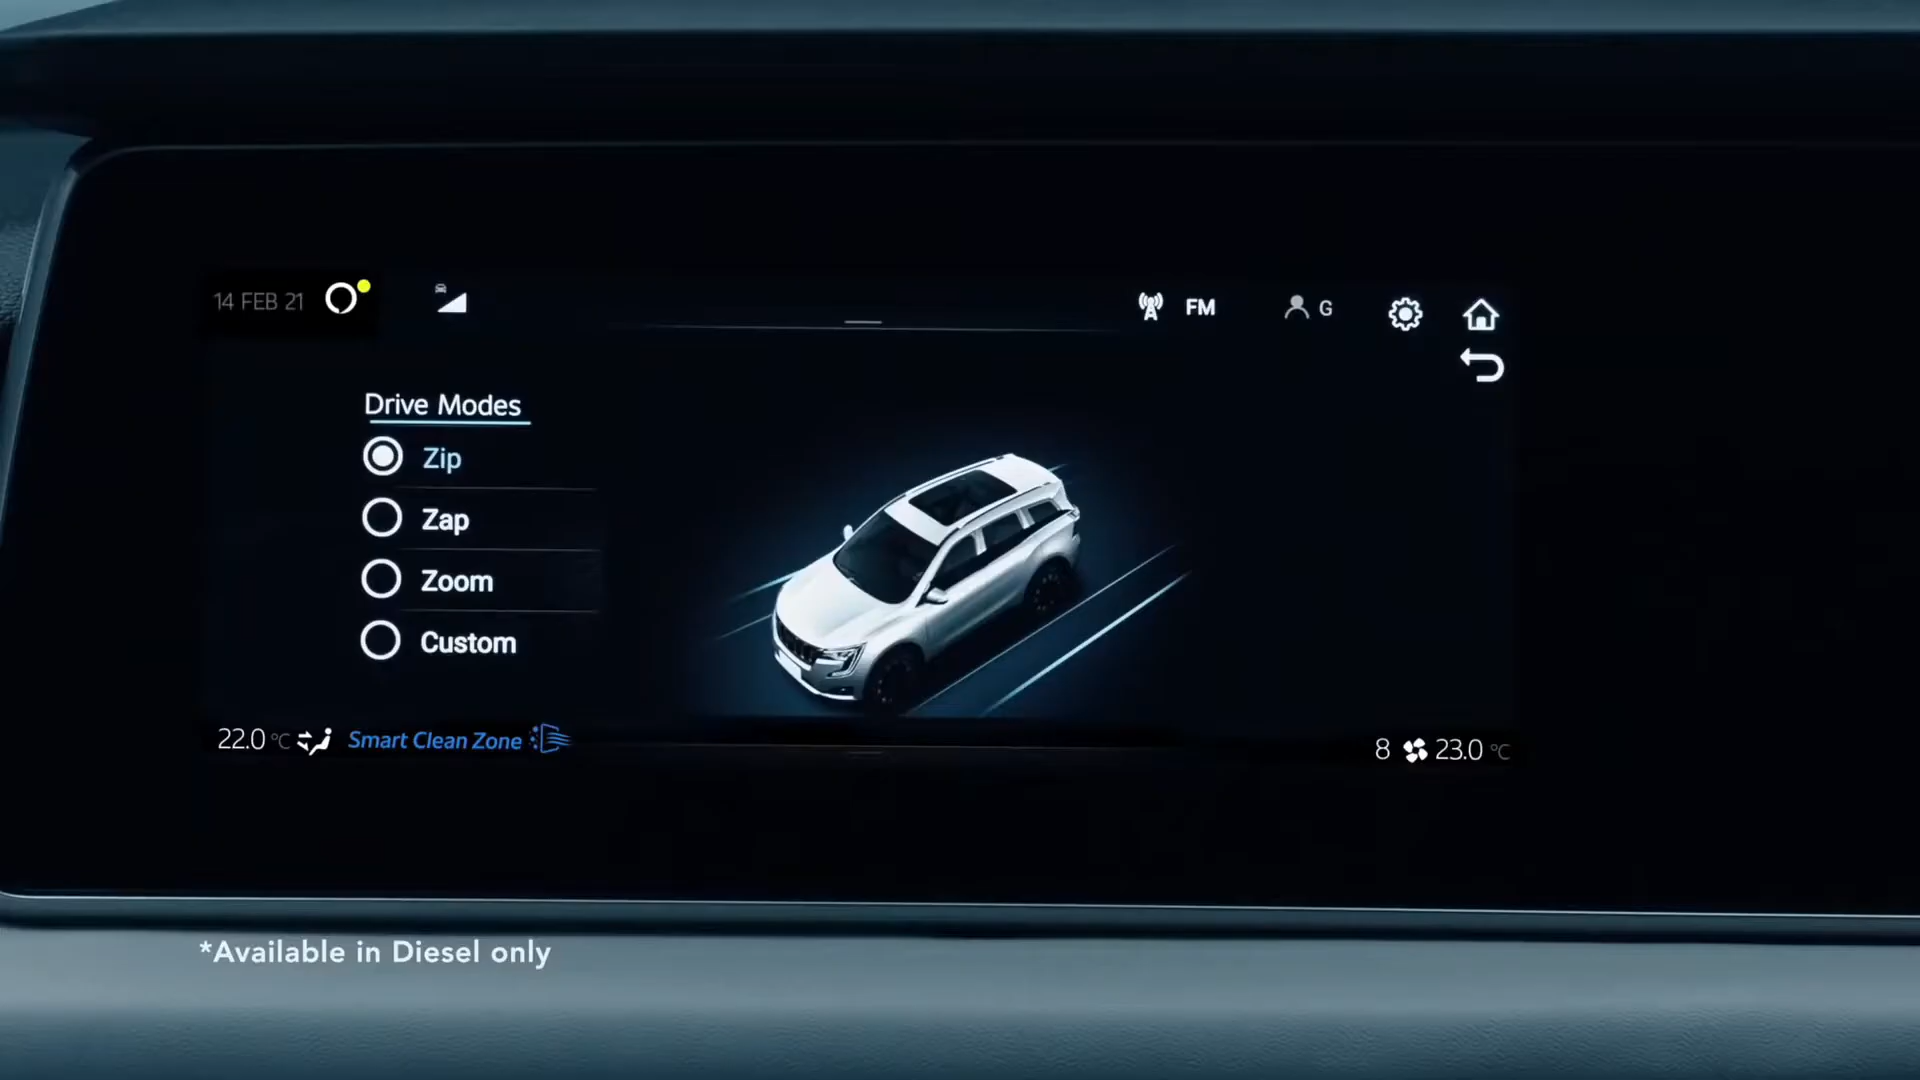 14 FEB 21
FM
G
Drive Modes
Zip
Zap
Zoom
Custom
22.0 °C
Smart Clean Zone
8
23.0 °C
*Available in Diesel only